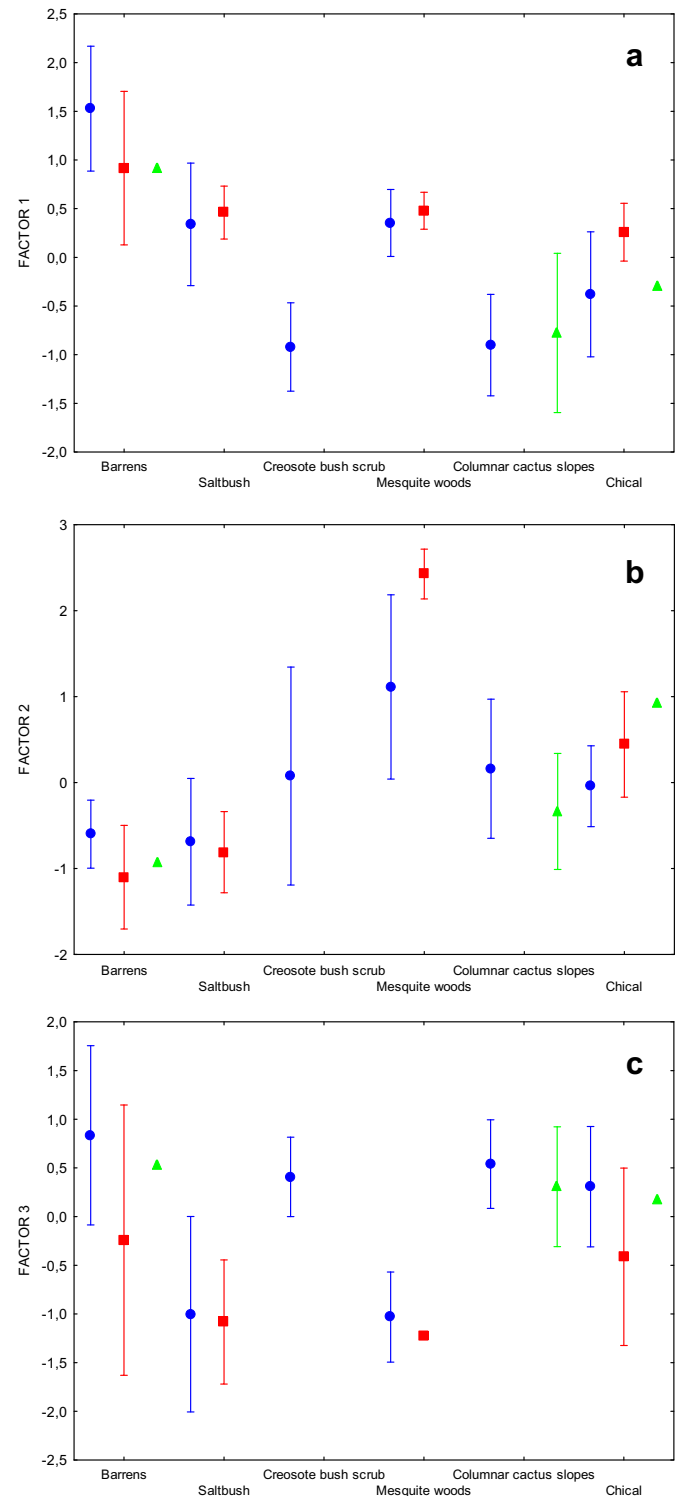 2,5
2,0
1,5
1,0
0,5
0,0
-0,5
-1,0
-1,5
-2,0
FACTOR 1
a
Barrens Creosote bush scrub Columnar cactus slopes
Saltbush Mesquite woods Chical
3
2
1
0
-1
-2
FACTOR 2
b
Barrens Creosote bush scrub Columnar cactus slopes
Saltbush Mesquite woods Chical
2,0
1,5
1,0
0,5
0,0
-0,5
-1,0
-1,5
-2,0
-2,5
FACTOR 3
c
Barrens Creosote bush scrub Columnar cactus slopes
Saltbush Mesquite woods Chical